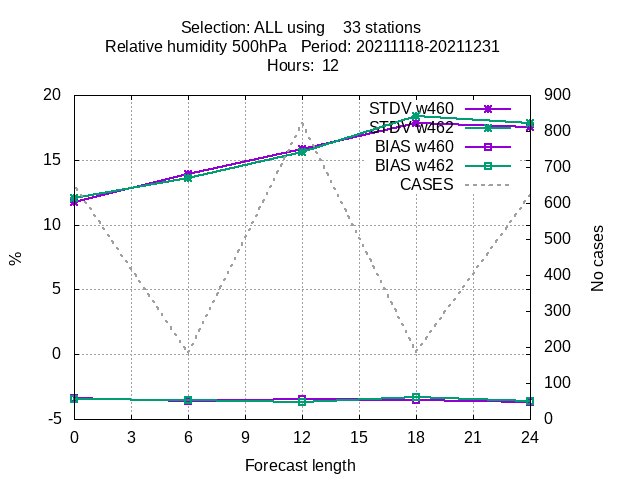 Selection: ALL using    33 stations
Relative humidity 500hPa   Period: 20211118-20211231
Hours:  12
20
15
10
5
0
-5
%
STDV w460
STDV w462
BIAS w460
BIAS w462
CASES
900
800
700
600
500
400
300
200
100
0
No cases
0 3 6 9 12 15 18 21 24
Forecast length